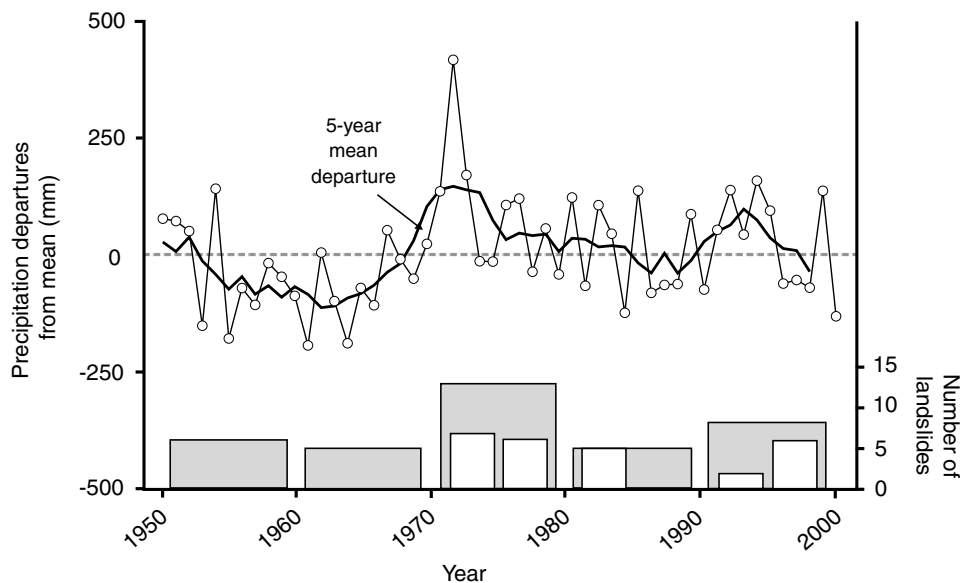 500
250
0
-250
-500
Precipitation departures
from mean (mm)
5-year
mean
departure
15
10
5
0
Number of
landslides
1950
1960
1970
1980
1990
2000
Year